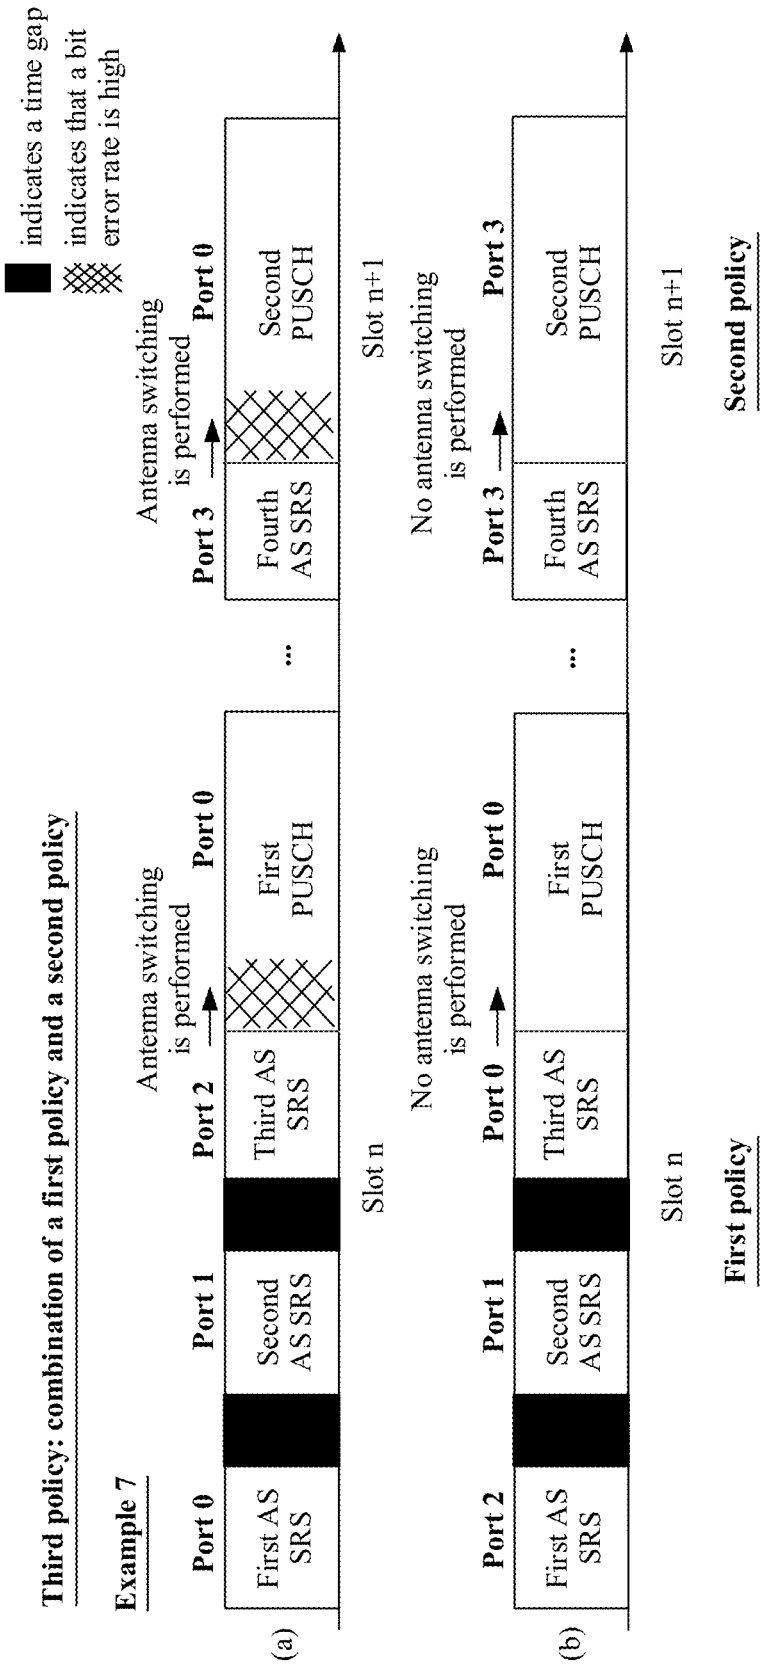 indicates a time gap
indicates that a bit
error rate is high
Third policy: combination of a first policy and a second policy
Example 7
Antenna switching
is performed
Antenna switching
is performed
Port 0
Port 1
Port 2
Port 0
Port 3
Port 0
(a)
First AS
SRS
Second
AS SRS
Third AS
SRS
First
PUSCH
...
Fourth
AS SRS
Second
PUSCH
Slot n
Slot n+1
No antenna switching
is performed
No antenna switching
is performed
Port 2
Port 1
Port 0
Port 0
Port 3
Port 3
(b)
First AS
SRS
Second
AS SRS
Third AS
SRS
First
PUSCH
...
Fourth
AS SRS
Second
PUSCH
Slot n
Slot n+1
First policy
Second policy